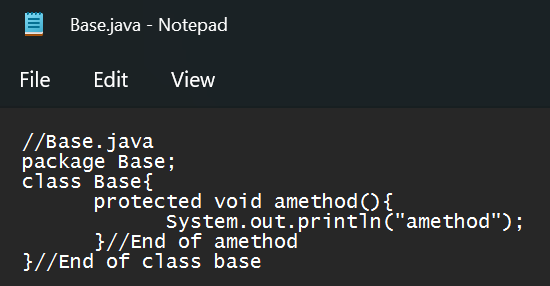 Base.java - Notepad
File Edit View
//Base.java
package Base;
class Base{
        protected void amethod(){
                System.out.println("amethod");
        }//End of amethod
}//End of class base